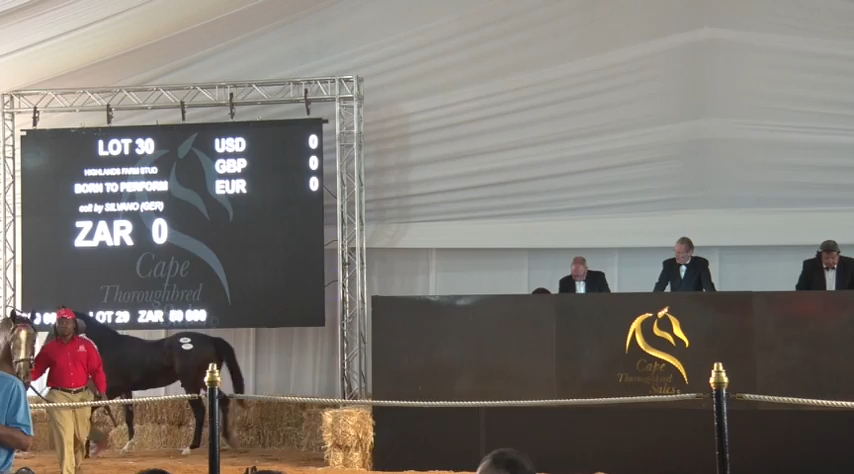 LOT 30
HIGHLANDS FARM STUD
BORN TO PERFORM
colt by SILVANO (GER)
ZAR 0
USD 0
GBP 0
EUR 0
Cape
Thoroughbred
LOT 29 ZAR
Cape
Thoroughbred
Sales